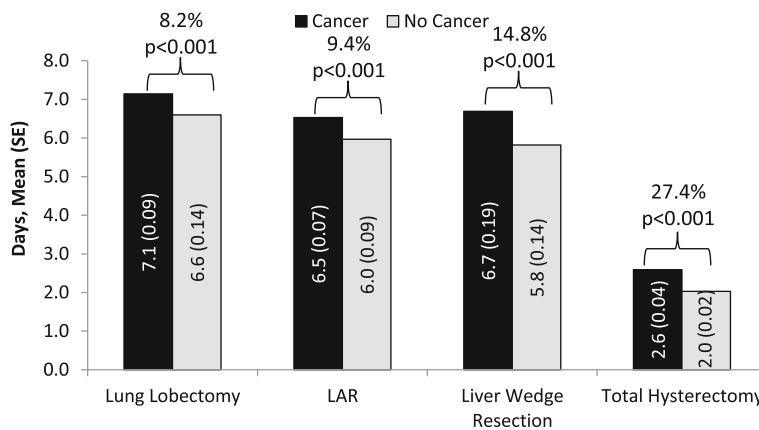 Cancer No Cancer
8.2%
p<0.001
9.4%
p<0.001
14.8%
p<0.001
27.4%
p<0.001
Days, Mean (SE)
8.0
7.0
6.0
5.0
4.0
3.0
2.0
1.0
0.0
7.1 (0.09)
6.6 (0.14)
6.5 (0.07)
6.0 (0.09)
6.7 (0.19)
5.8 (0.14)
2.6 (0.04)
2.0 (0.02)
Lung Lobectomy
LAR
Liver Wedge
Resection
Total Hysterectomy